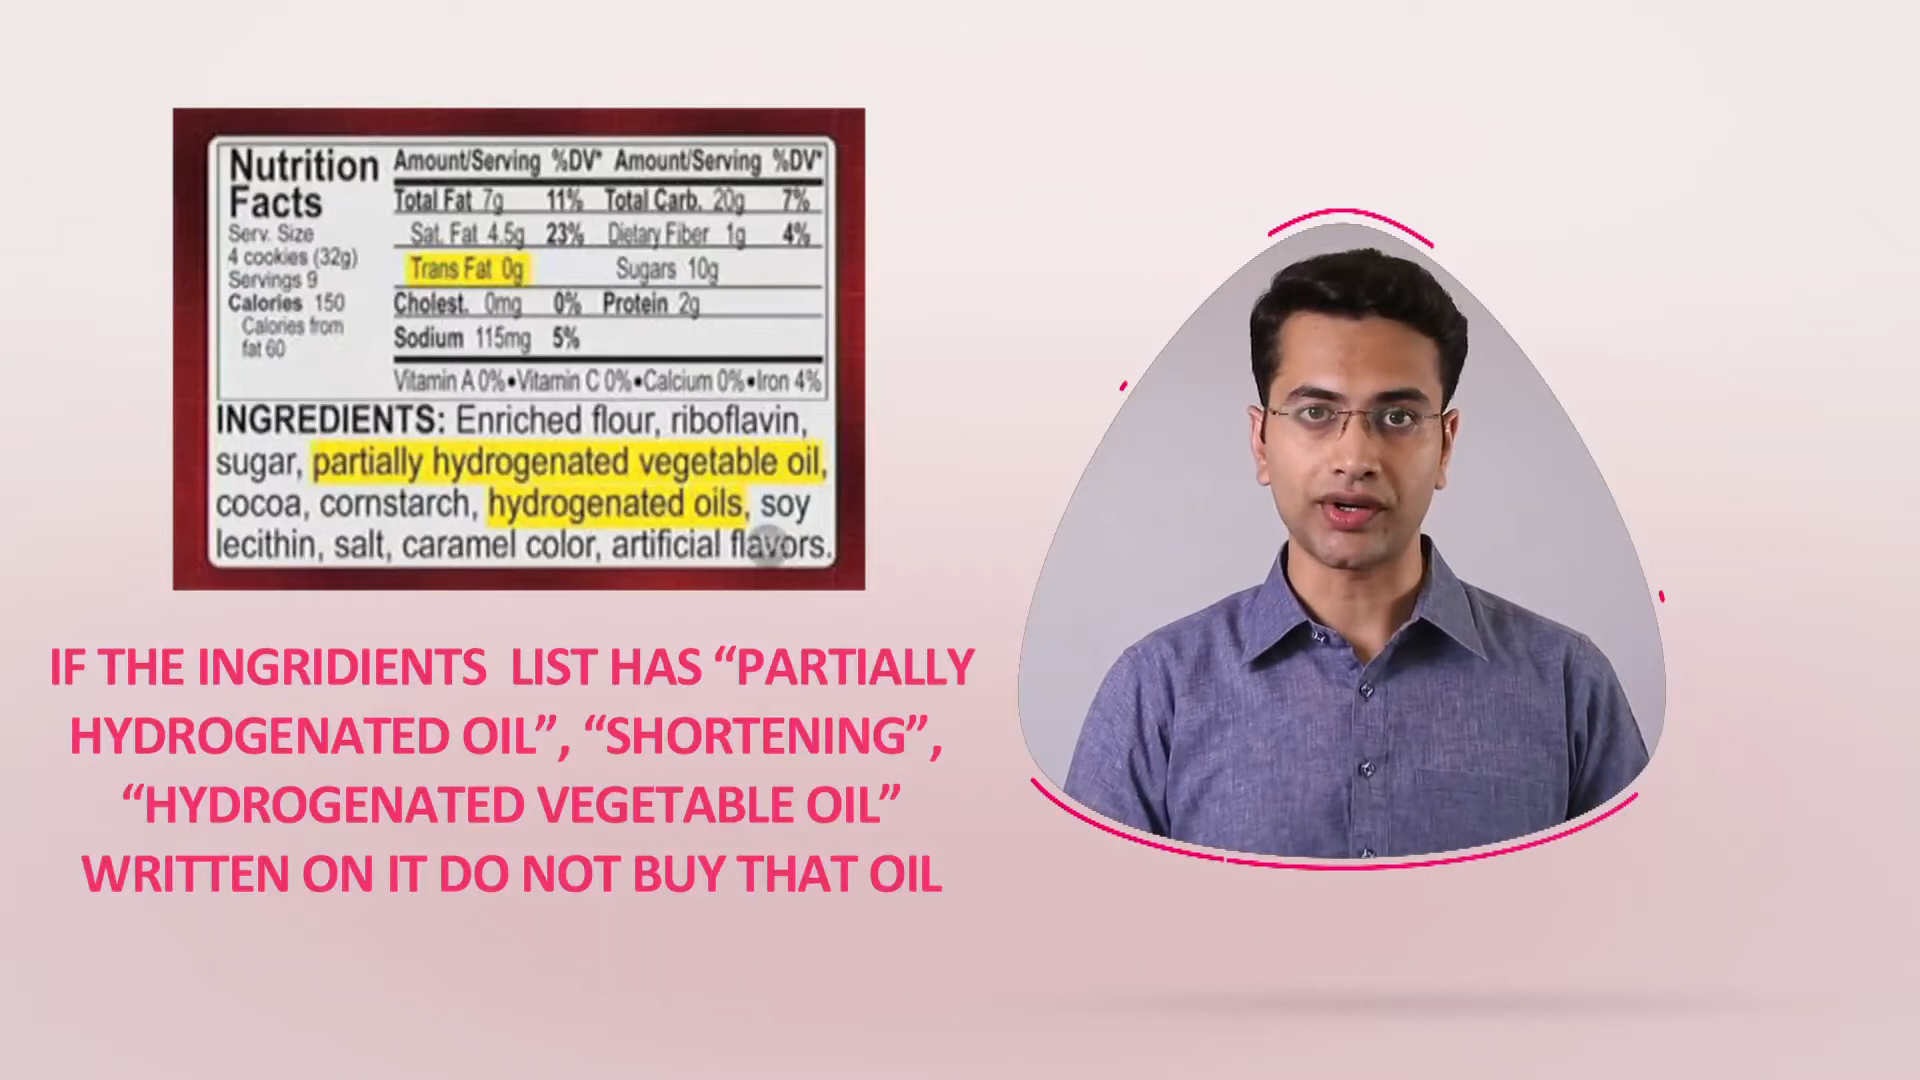 Nutrition
Facts
Serv. Size
4 cookies (32g)
Servings 9
Calories 150
Calories from
fat 60
Amount/Serving %DV* Amount/Serving %DV*
Total Fat 7g 11% Total Carb. 20g 7%
Sat. Fat 4.5g 23% Dietary Fiber 1g 4%
Trans Fat 0g Sugars 10g
Cholest. 0mg 0% Protein 2g
Sodium 115mg 5%
Vitamin A 0%•Vitamin C 0%•Calcium 0%•Iron 4%
INGREDIENTS: Enriched flour, riboflavin,
sugar, partially hydrogenated vegetable oil,
cocoa, cornstarch, hydrogenated oils, soy
lecithin, salt, caramel color, artificial flavors.
IF THE INGRIDIENTS LIST HAS “PARTIALLY
HYDROGENATED OIL”, “SHORTENING”,
“HYDROGENATED VEGETABLE OIL”
WRITTEN ON IT DO NOT BUY THAT OIL